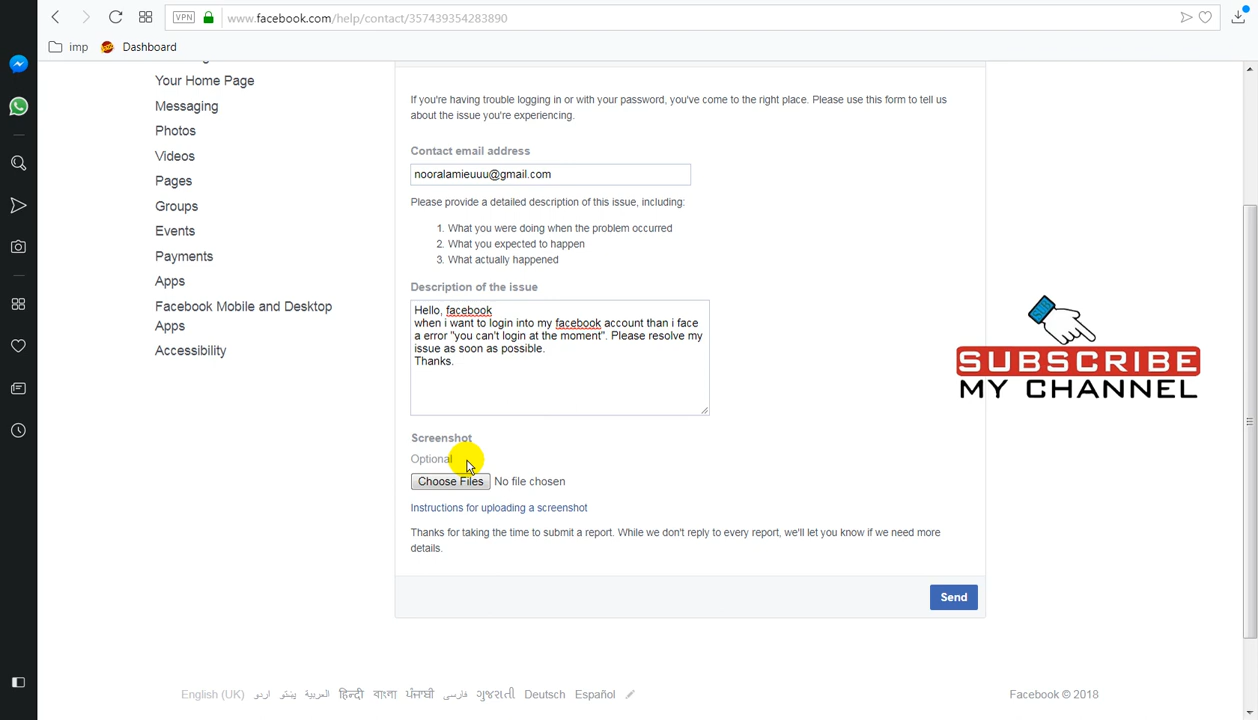 VPN
www.facebook.com/help/contact/357439354283890
imp
Dashboard
Your Home Page
Messaging
Photos
Videos
Pages
Groups
Events
Payments
Apps
Facebook Mobile and Desktop
Apps
Accessibility
If you're having trouble logging in or with your password, you've come to the right place. Please use this form to tell us
about the issue you're experiencing.
Contact email address
nooralamieuuu@gmail.com
Please provide a detailed description of this issue, including:
1. What you were doing when the problem occurred
2. What you expected to happen
3. What actually happened
Description of the issue
Hello, facebook
when i want to login into my facebook account than i face
a error "you can't login at the moment". Please resolve my
issue as soon as possible.
Thanks.
Screenshot
Optional
Choose Files No file chosen
Instructions for uploading a screenshot
Thanks for taking the time to submit a report. While we don't reply to every report, we'll let you know if we need more
details.
Send
SUBSCRIBE
MY CHANNEL
English (UK) اردو پښتو العربية हिन्दी বাংলা ਪੰਜਾਬੀ فارسی ગુજરાતી Deutsch Español
Facebook © 2018